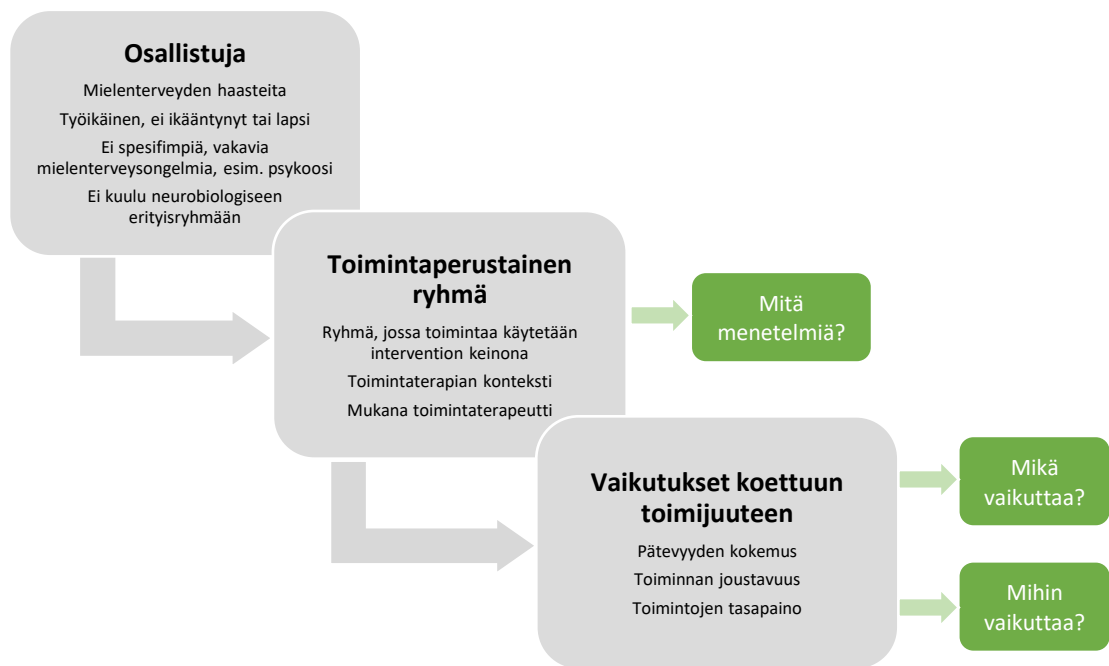 Osallistuja
Mielenterveyden haasteita
Työikäinen, ei ikääntynyt tai lapsi
Ei spesifimpiä, vakavia
mielenterveysongelmia, esim. psykoosi
Ei kuulu neurobiologiseen
erityisryhmään
Toimintaperustainen
ryhmä
Ryhmä, jossa toimintaa käytetään
intervention keinona
Toimintaterapian konteksti
Mukana toimintaterapeutti
Mitä
menetelmiä?
Vaikutukset koettuun
toimijuuteen
Pätevyyden kokemus
Toiminnan joustavuus
Toimintojen tasapaino
Mikä
vaikuttaa?
Mihin
vaikuttaa?